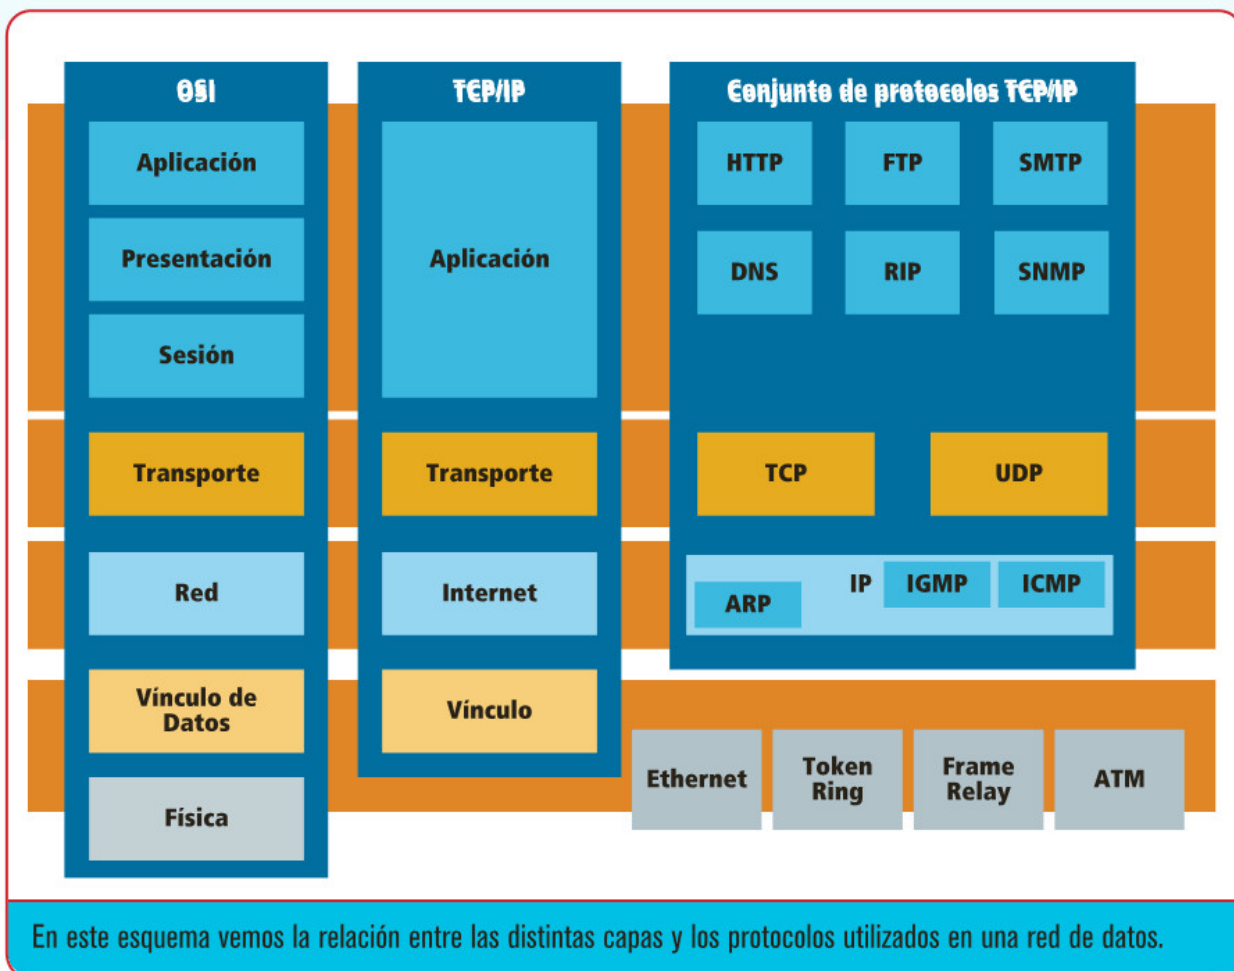 OSI
TCP/IP
Conjunto de protocolos TCP/IP
Aplicación
Presentación
Sesión
Transporte
Red
Vínculo de
Datos
Física
Aplicación
Transporte
Internet
Vínculo
HTTP
FTP
SMTP
DNS
RIP
SNMP
TCP
UDP
ARP
IP
IGMP
ICMP
Ethernet
Token
Ring
Frame
Relay
ATM
En este esquema vemos la relación entre las distintas capas y los protocolos utilizados en una red de datos.